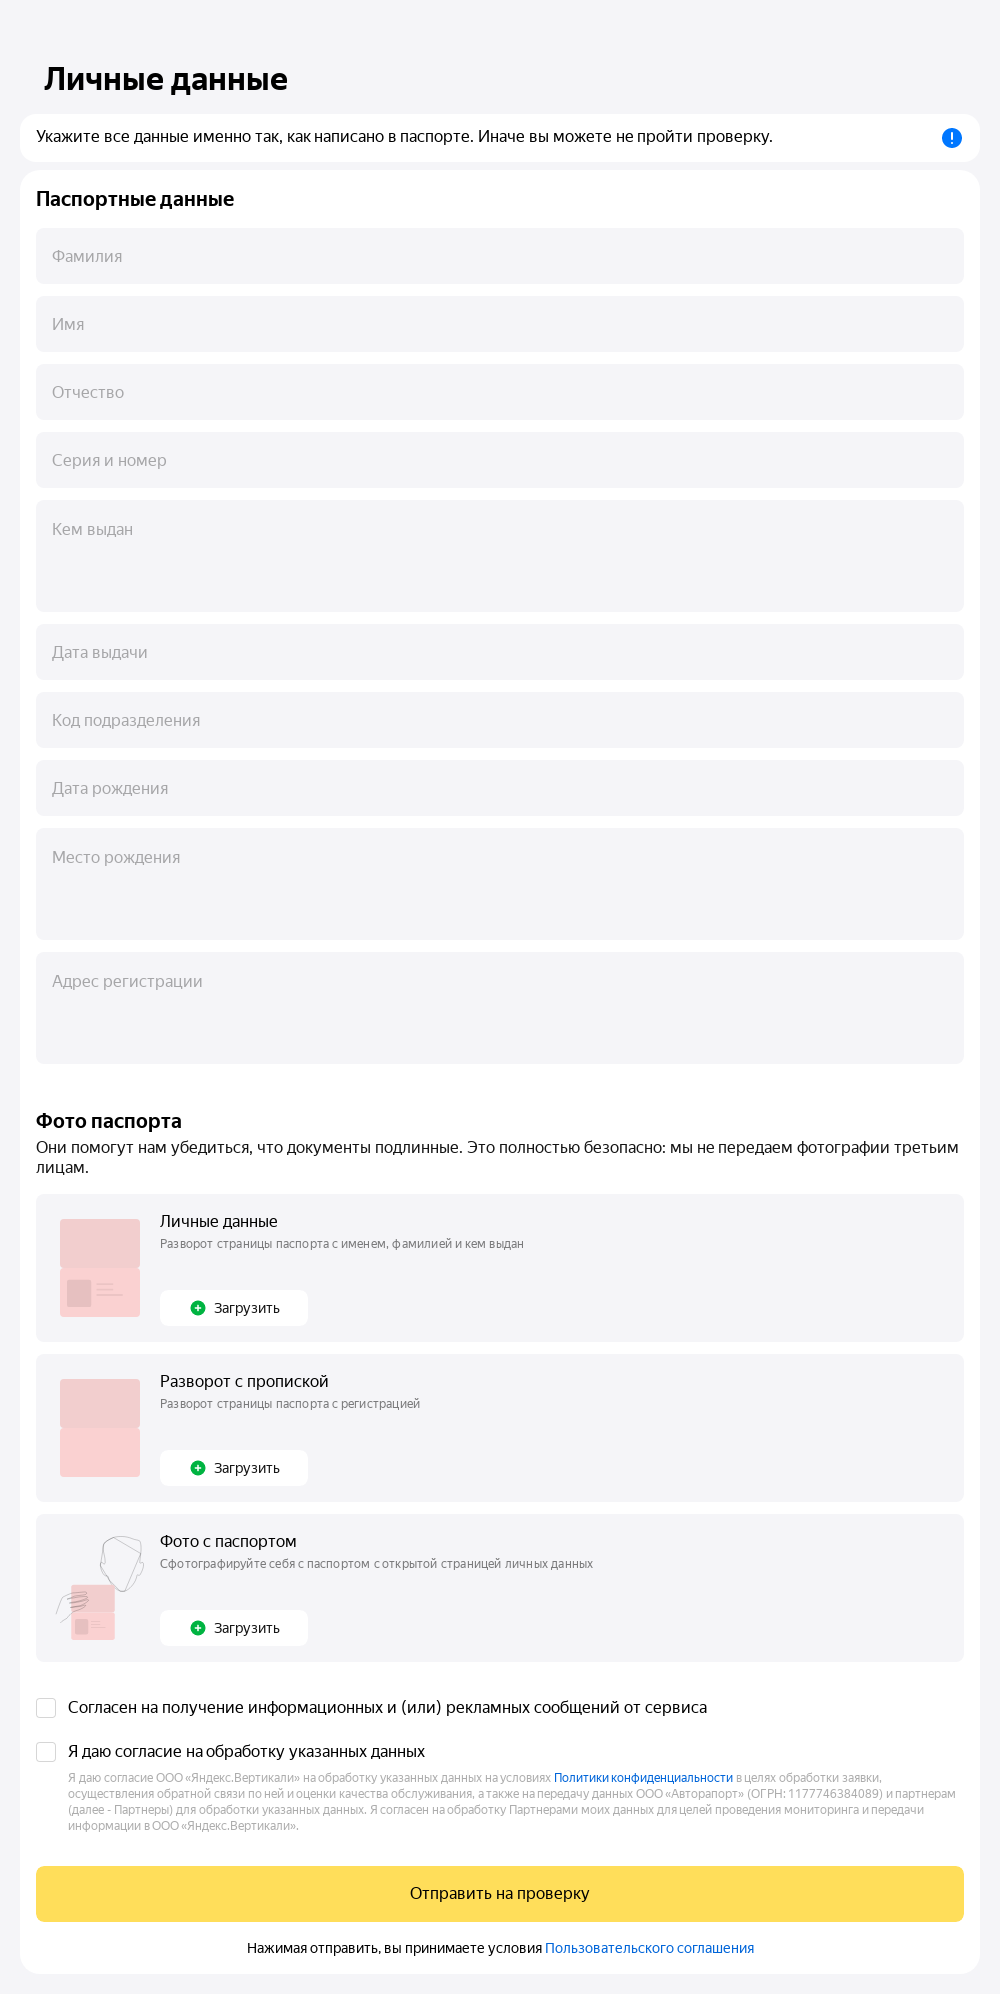 Личные данные
Укажите все данные именно так, как написано в паспорте. Иначе вы можете не пройти проверку.
Паспортные данные
Фамилия
Имя
Отчество
Серия и номер
Кем выдан
Дата выдачи
Код подразделения
Дата рождения
Место рождения
Адрес регистрации
Фото паспорта
Они помогут нам убедиться, что документы подлинные. Это полностью безопасно: мы не передаем фотографии третьим
лицам.
Личные данные
Разворот страницы паспорта с именем, фамилией и кем выдан
Загрузить
Разворот с пропиской
Разворот страницы паспорта с регистрацией
Загрузить
Фото с паспортом
Сфотографируйте себя с паспортом с открытой страницей личных данных
Загрузить
Согласен на получение информационных и (или) рекламных сообщений от сервиса
Я даю согласие на обработку указанных данных
Я даю согласие ООО «Яндекс.Вертикали» на обработку указанных данных на условиях Политики конфиденциальности в целях обработки заявки,
осуществления обратной связи по ней и оценки качества обслуживания, а также на передачу данных ООО «Авторапорт» (ОГРН: 1177746384089) и партнерам
(далее - Партнеры) для обработки указанных данных. Я согласен на обработку Партнерами моих данных для целей проведения мониторинга и передачи
информации в ООО «Яндекс.Вертикали».
Отправить на проверку
Нажимая отправить, вы принимаете условия Пользовательского соглашения